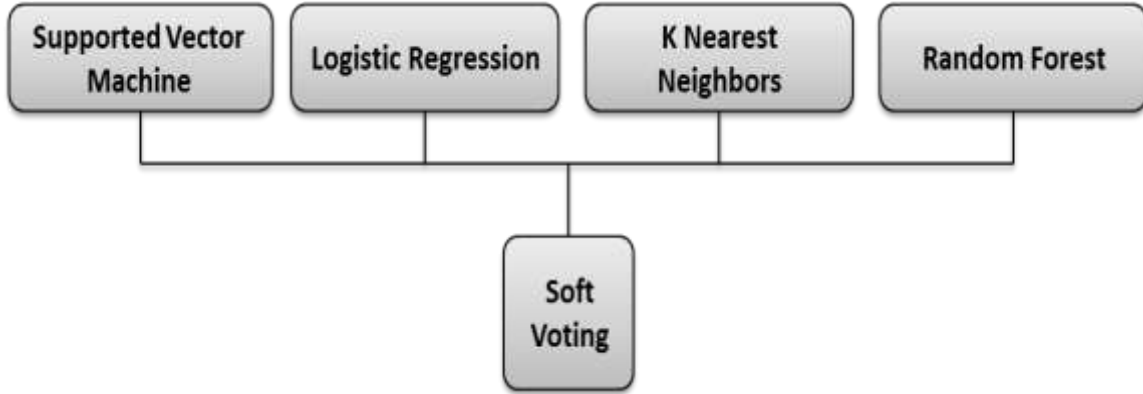 Supported Vector
Machine
Logistic Regression
K Nearest
Neighbors
Random Forest
Soft
Voting